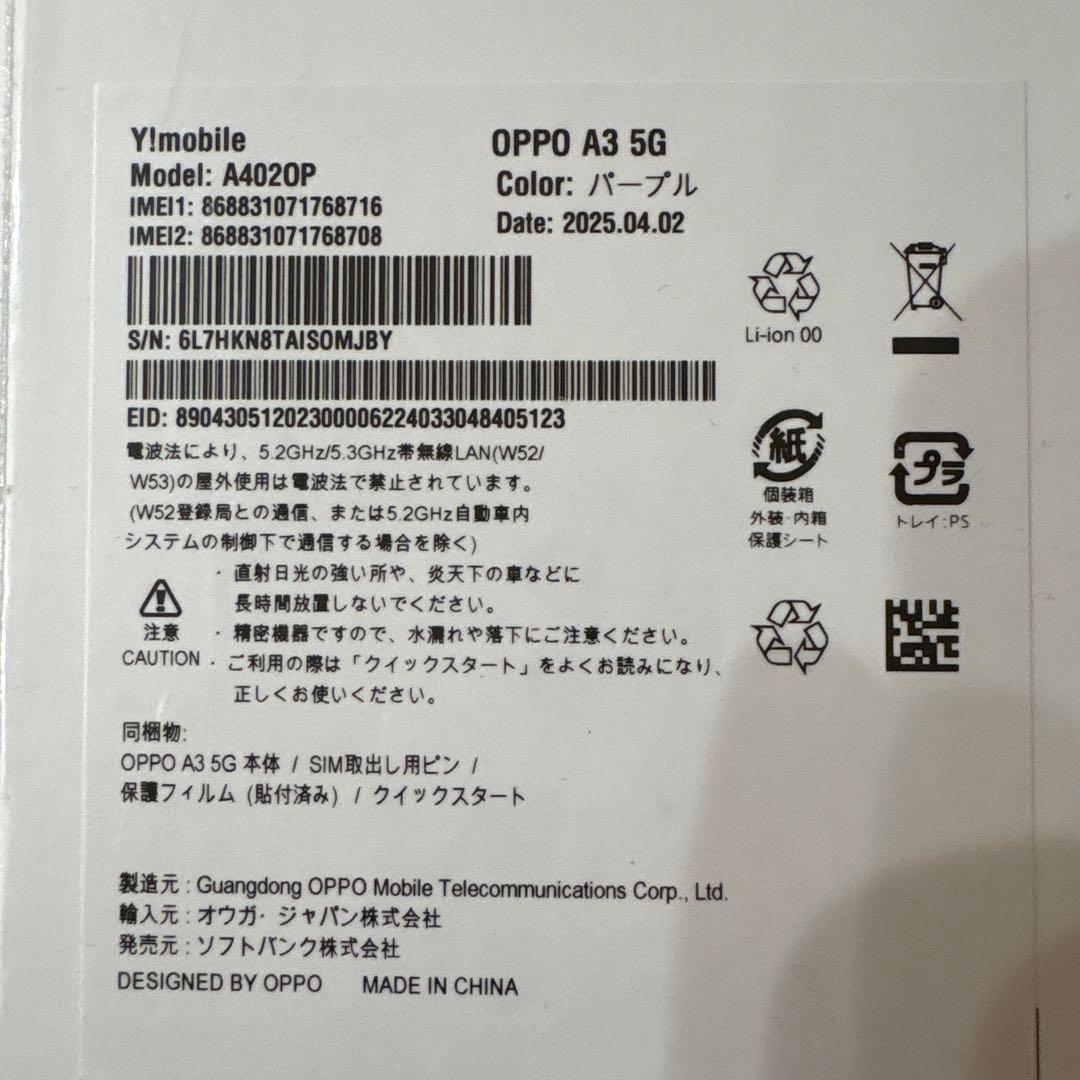 Y!mobile
Model: A402OP
IMEI1: 868831071768716
IMEI2: 868831071768708
OPPO A3 5G
Color: パープル
Date: 2025.04.02
S/N: 6L7HKN8TAISOMJBY
EID: 89043051202300006224033048405123
電波法により、5.2GHz/5.3GHz帯無線LAN(W52/
W53)の屋外使用は電波法で禁止されています。
(W52登録局との通信、または5.2GHz自動車内
システムの制御下で通信する場合を除く)
注意
CAUTION
・直射日光の強い所や、炎天下の車などに
長時間放置しないでください。
・精密機器ですので、水漏れや落下にご注意ください。
・ご利用の際は「クイックスタート」をよくお読みになり、
正しくお使いください。
同梱物:
OPPO A3 5G 本体 / SIM取出し用ピン /
保護フィルム (貼付済み) / クイックスタート
製造元 : Guangdong OPPO Mobile Telecommunications Corp., Ltd.
輸入元 : オウガ・ジャパン株式会社
発売元 : ソフトバンク株式会社
DESIGNED BY OPPO MADE IN CHINA
Li-ion 00
紙
個装箱
外装・内箱
保護シート
プラ
トレイ:PS